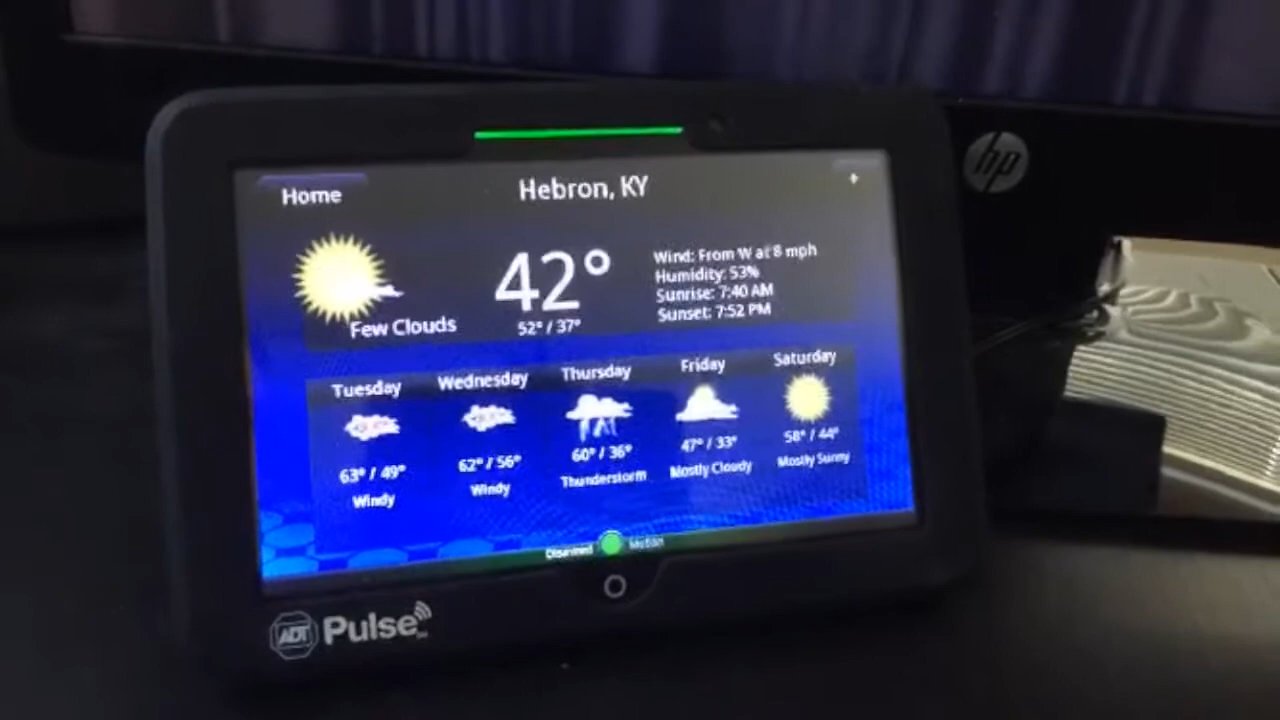 hp
Home
Hebron, KY
+
42°
Few Clouds
52° / 37°
Wind: From W at 8 mph
Humidity: 53%
Sunrise: 7:40 AM
Sunset: 7:52 PM
Tuesday Wednesday Thursday Friday Saturday
63° / 49° 62° / 56° 60° / 36° 47° / 33° 58° / 44°
Windy Windy Thunderstorm Mostly Cloudy Mostly Sunny
Disarmed Motion
ADT Pulse